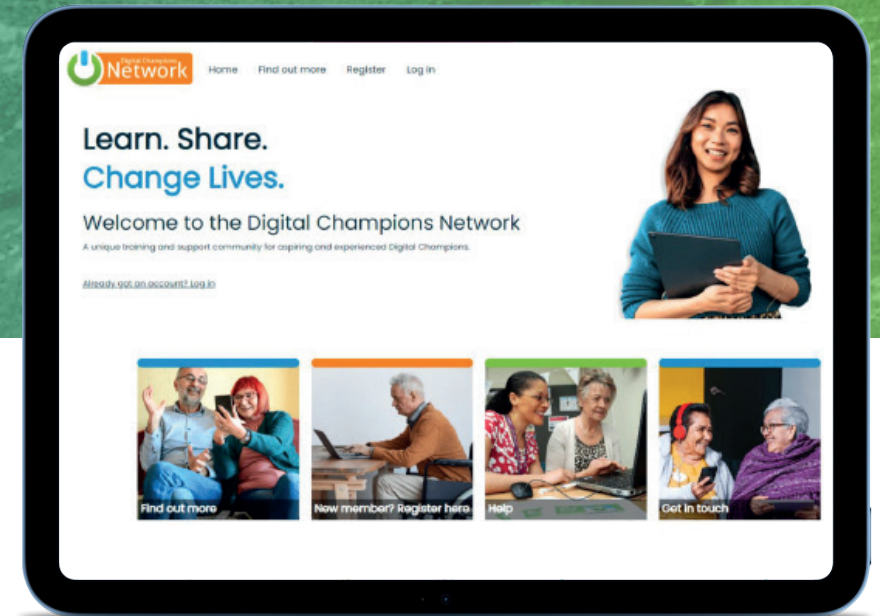 Digital Champions
Network
Home Find out more Register Log in
Learn. Share.
Change Lives.
Welcome to the Digital Champions Network
A unique training and support community for aspiring and experienced Digital Champions.
Already got an account? Log in
Find out more
New member? Register here
Help
Get in touch